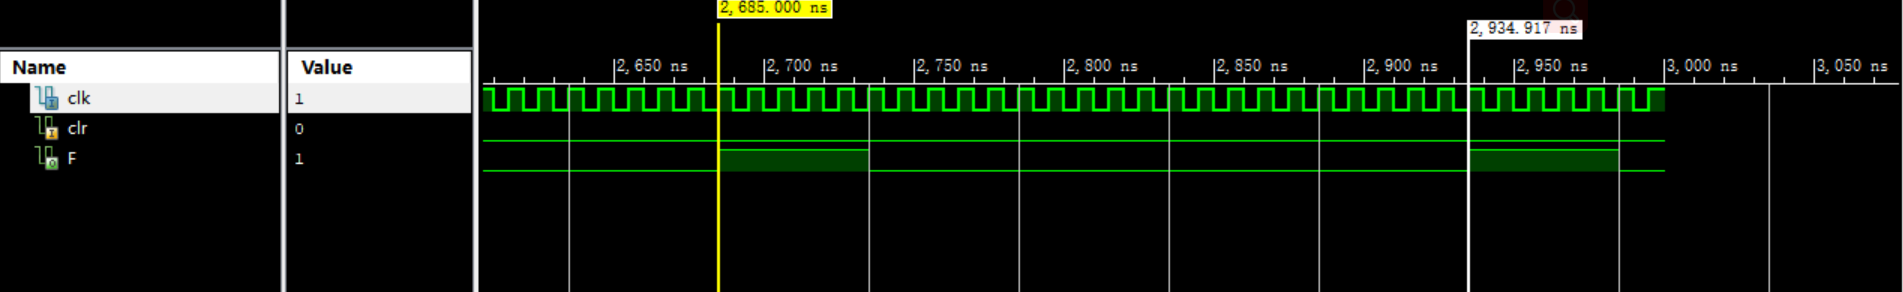 2,685.000 ns
2,934.917 ns
Name Value 2,650 ns 2,700 ns 2,750 ns 2,800 ns 2,850 ns 2,900 ns 2,950 ns 3,000 ns 3,050 ns
clk 1
clr 0
F 1